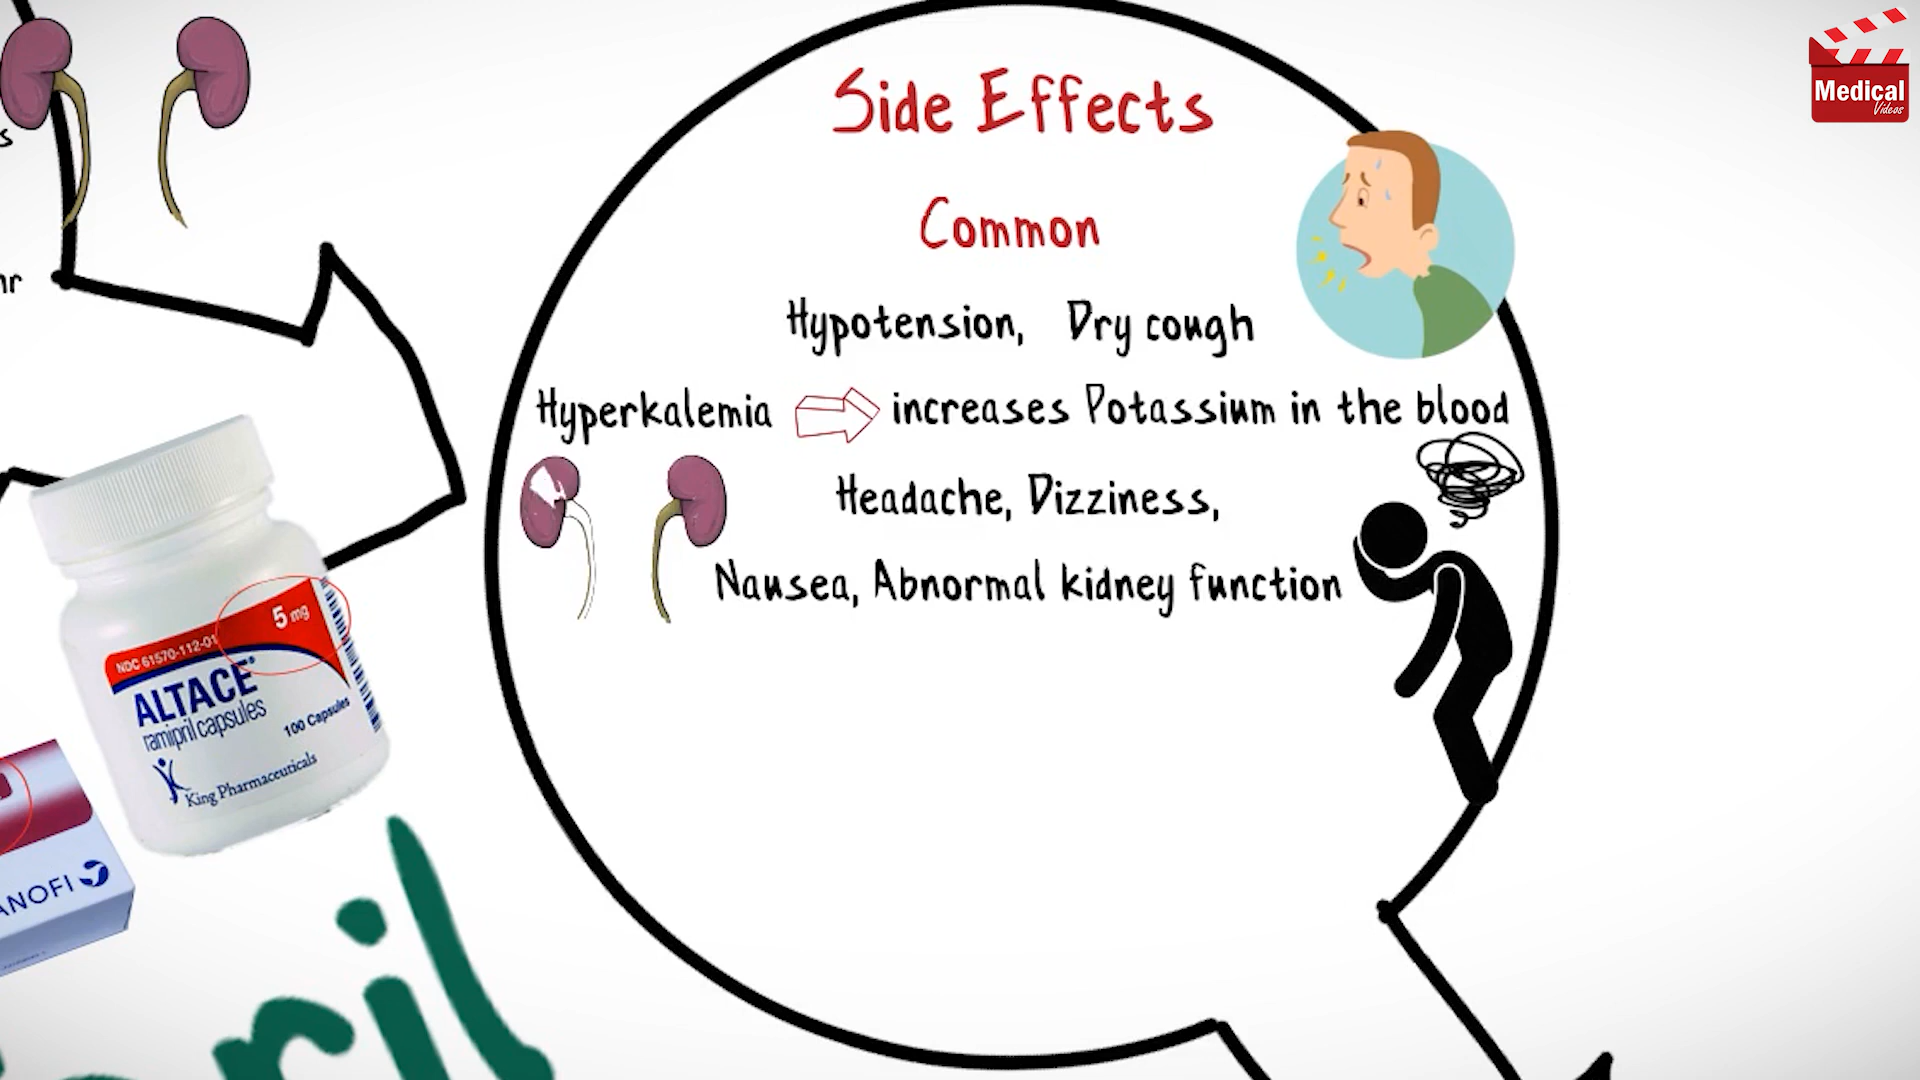 Medical
Videos
Side Effects
Common
Hypotension, Dry cough
Hyperkalemia increases Potassium in the blood
Headache, Dizziness,
Nausea, Abnormal kidney function
s
hr
5 mg
NDC 61570-112-01
ALTACE®
ramipril capsules
100 Capsules
King Pharmaceuticals
ANOFI
ril